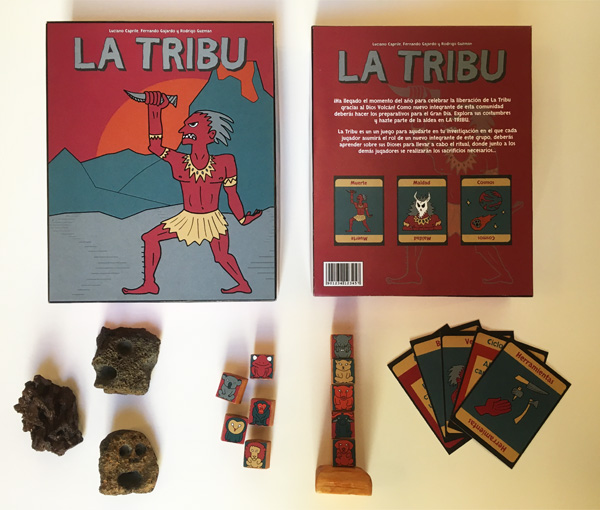 Luciano Caprile, Fernando Gajardo y Rodrigo Guzman
LA TRIBU
Luciano Caprile, Fernando Gajardo y Rodrigo Guzman
LA TRIBU
¡Ha llegado el momento del año para celebrar la liberación de La Tribu
gracias al Dios Volcán! Como nuevo integrante de esta comunidad
deberás hacer los preparativos para el Gran Día. Explora sus costumbres
y hazte parte de la aldea en LA TRIBU.
La Tribu es un un juego para ayudarte en tu investigación en el que cada
jugador asumirá el rol de un nuevo integrante de este grupo, deberás
aprender sobre sus Dioses para llevar a cabo el ritual, donde junto a los
demás jugadores se realizarán los sacrificios necesarios...
Muerte
Maldad
Cosmos
Muerte
Maldad
Cosmos
Ciclo
Herramientas
Herramientas